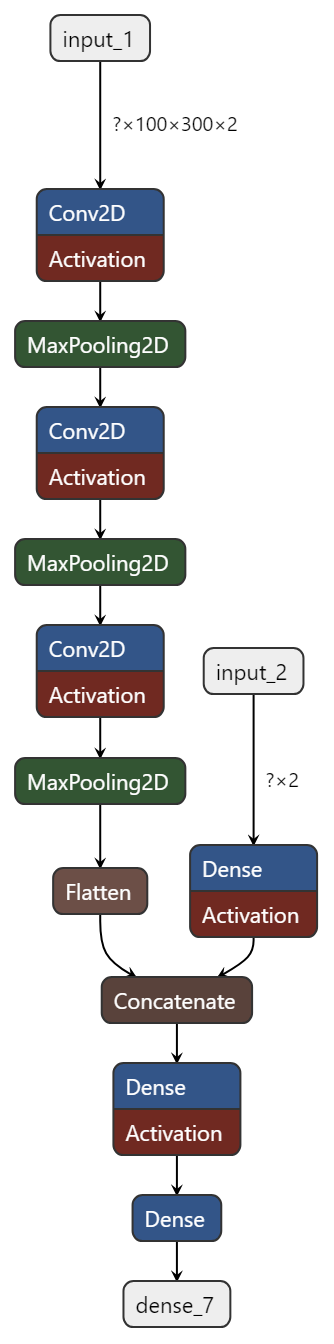 input_1
?×100×300×2
Conv2D
Activation
MaxPooling2D
Conv2D
Activation
MaxPooling2D
Conv2D
Activation
input_2
MaxPooling2D
?×2
Flatten
Dense
Activation
Concatenate
Dense
Activation
Dense
dense_7